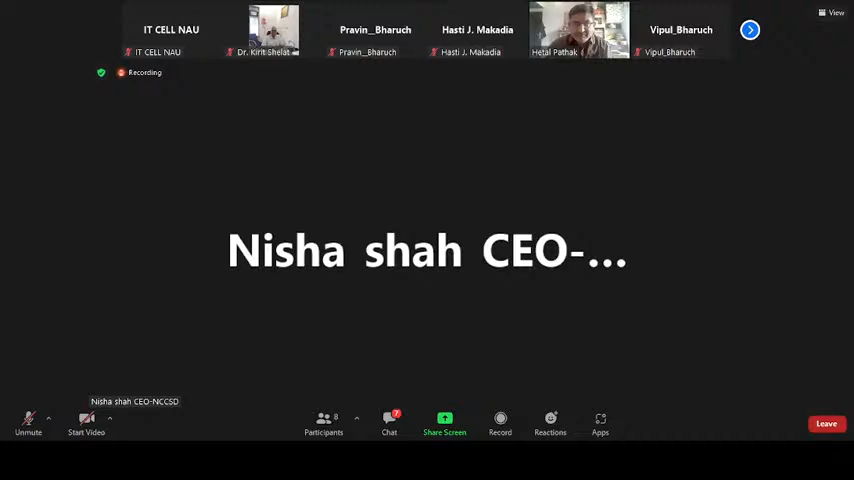 IT CELL NAU
Pravin_Bharuch
Hasti J. Makadia
Vipul_Bharuch
View
IT CELL NAU
Dr. Kirit Shelat
Pravin_Bharuch
Hasti J. Makadia
Hetal Pathak
Vipul_Bharuch
Recording
Nisha shah CEO-...
Nisha shah CEO-NCCSD
8
7
Unmute
Start Video
Participants
Chat
Share Screen
Record
Reactions
Apps
Leave